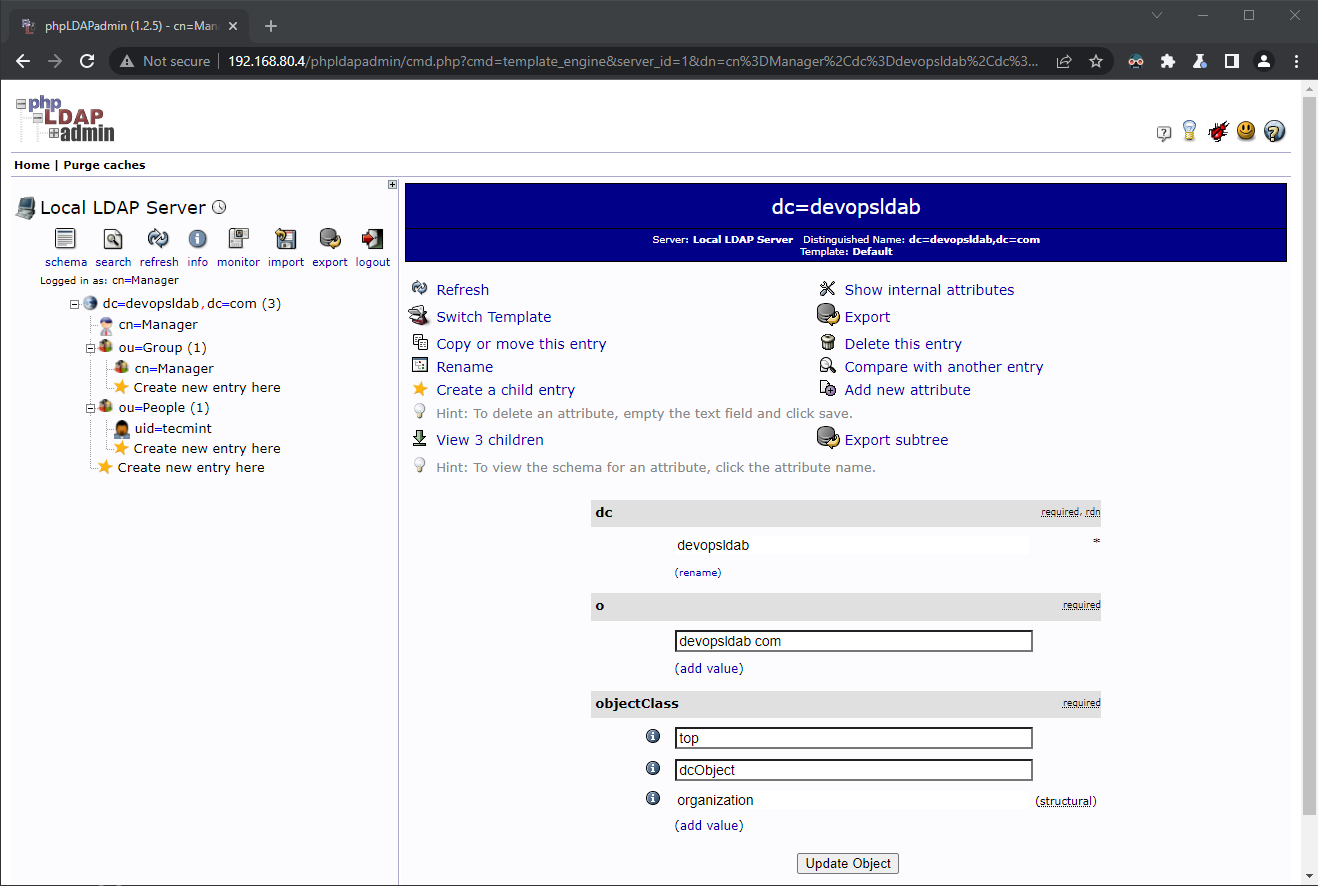 phpLDAPadmin (1.2.5) - cn=Man
Not secure 192.168.80.4/phpldapadmin/cmd.php?cmd=template_engine&server_id=1&dn=cn%3DManager%2Cdc%3Ddevopsldab%2Cdc%3...
php
LDAP
admin
Home | Purge caches
Local LDAP Server
schema search refresh info monitor import export logout
Logged in as: cn=Manager
dc=devopsldab,dc=com (3)
cn=Manager
ou=Group (1)
cn=Manager
Create new entry here
ou=People (1)
uid=tecmint
Create new entry here
Create new entry here
dc=devopsldab
Server: Local LDAP Server Distinguished Name: dc=devopsldab,dc=com
Template: Default
Refresh Show internal attributes
Switch Template Export
Copy or move this entry Delete this entry
Rename Compare with another entry
Create a child entry Add new attribute
Hint: To delete an attribute, empty the text field and click save.
View 3 children Export subtree
Hint: To view the schema for an attribute, click the attribute name.
dc required, rdn
devopsldab *
(rename)
o required
devopsldab com
(add value)
objectClass required
top
dcObject
organization (structural)
(add value)
Update Object